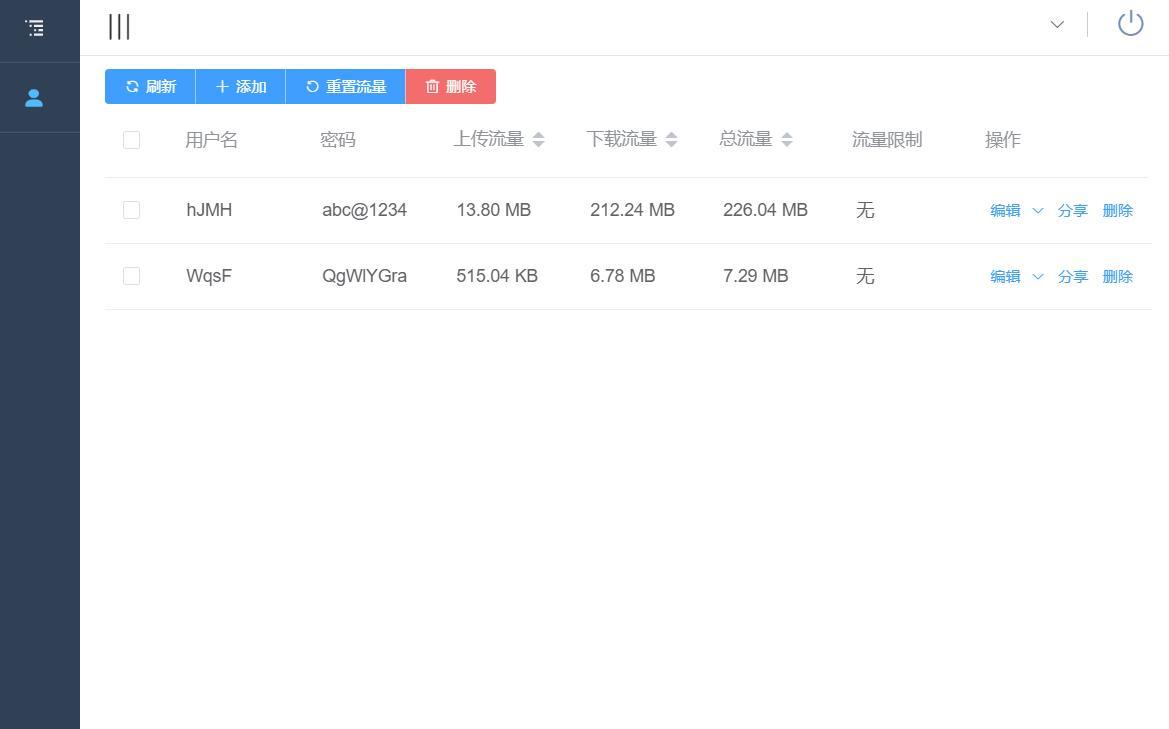 刷新 添加 重置流量 删除
用户名 密码 上传流量 下载流量 总流量 流量限制 操作
hJMH abc@1234 13.80 MB 212.24 MB 226.04 MB 无 编辑 分享 删除
WqsF QgWlYGra 515.04 KB 6.78 MB 7.29 MB 无 编辑 分享 删除